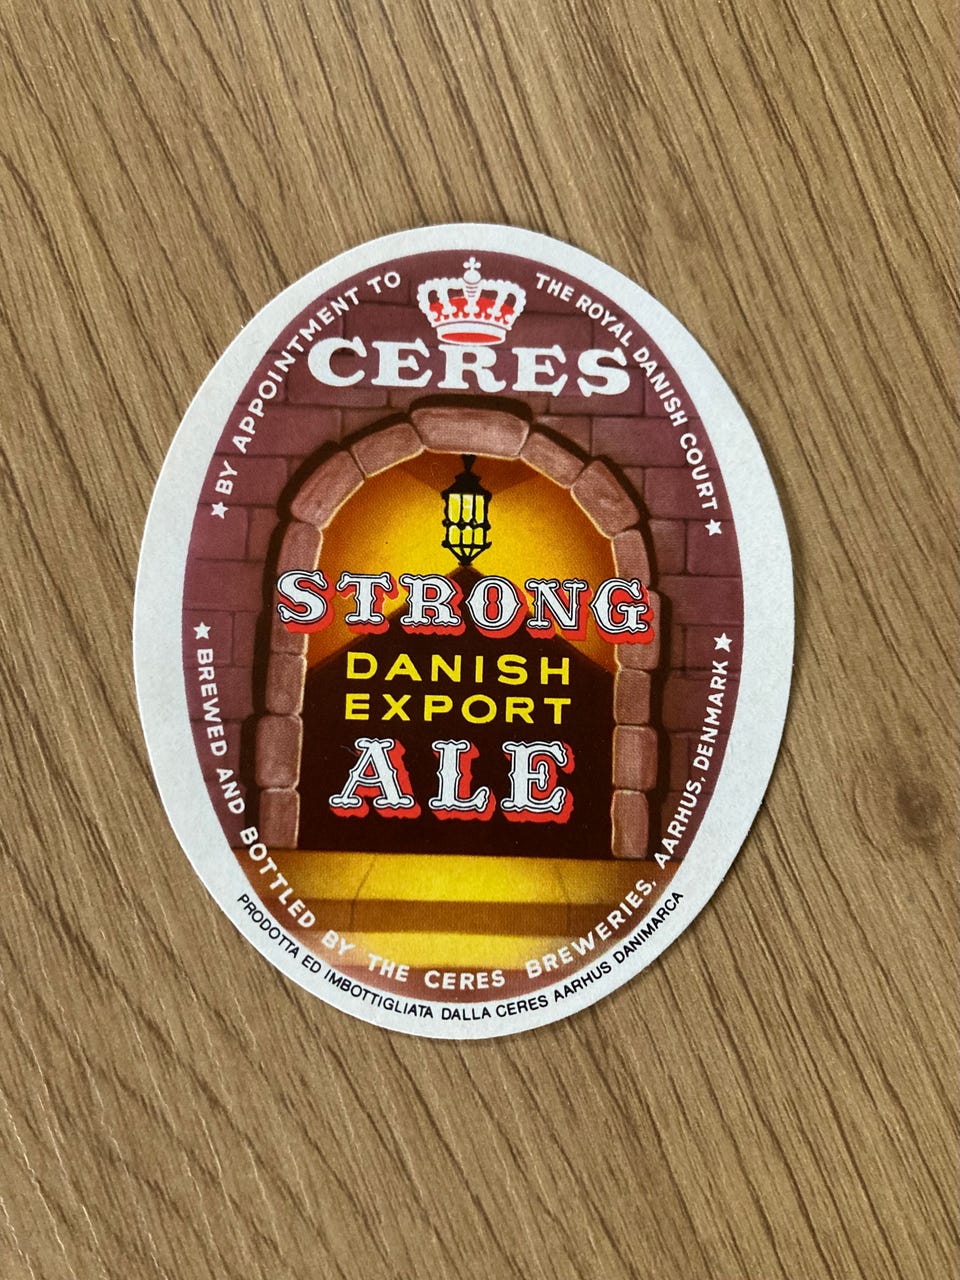 ★ BY APPOINTMENT TO THE ROYAL DANISH COURT ★
CERES
STRONG
DANISH
EXPORT
ALE
★ BREWED AND BOTTLED BY THE CERES BREWERIES, AARHUS, DENMARK ★
PRODOTTA ED IMBOTTIGLIATA DALLA CERES AARHUS DANIMARCA